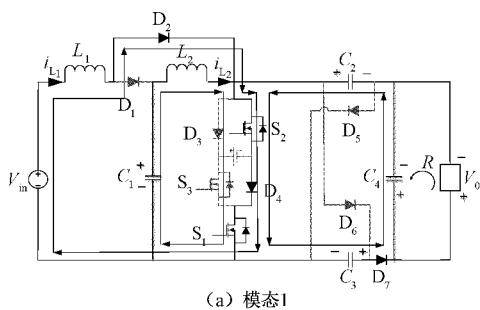 D2
iL1
L1
L2
iL2
C2
+
−
D1
D3
S2
D5
Vin
+
−
C1
+
−
S3
D4
C4
−
+
R
−
V0
+
D6
S1
−
+
C3
D7
(a) 模态1